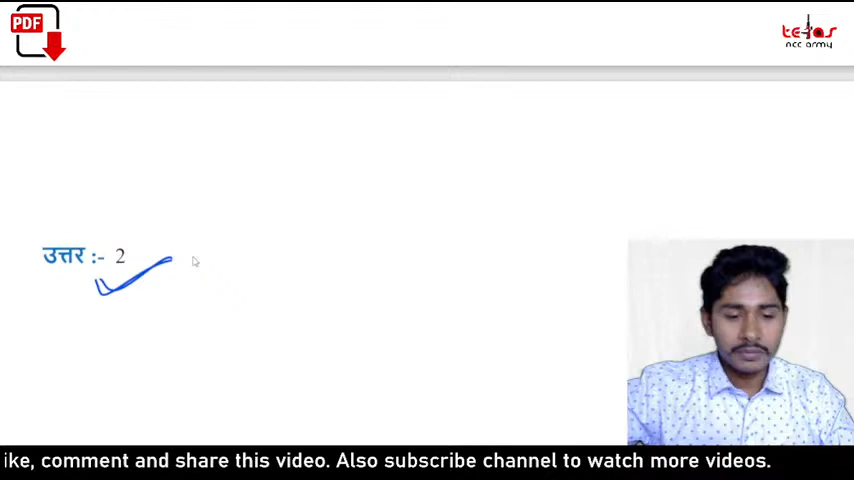 PDF
tejas
ncc army
उत्तर :- 2
ike, comment and share this video. Also subscribe channel to watch more videos.